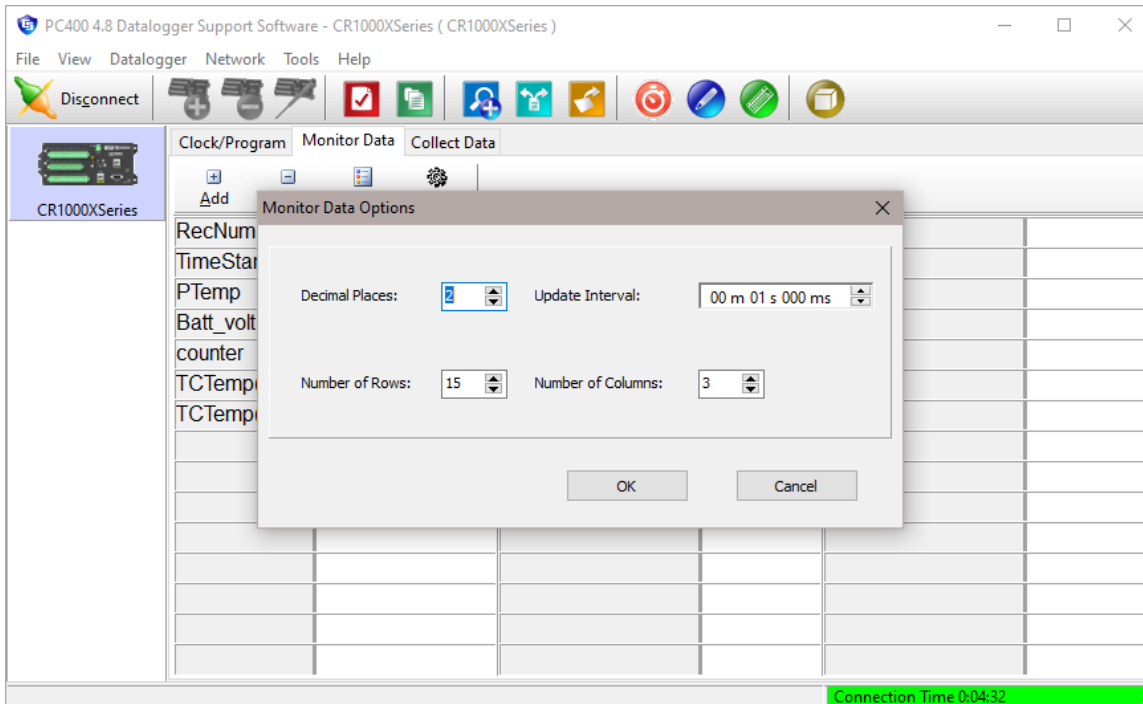 PC400 4.8 Datalogger Support Software - CR1000XSeries ( CR1000XSeries )
File View Datalogger Network Tools Help
Disconnect
CR1000XSeries
Clock/Program Monitor Data Collect Data
Add
Monitor Data Options
Decimal Places: 2 Update Interval: 00 m 01 s 000 ms
Number of Rows: 15 Number of Columns: 3
OK Cancel
RecNum
TimeStar
PTemp
Batt_volt
counter
TCTemp
TCTemp
Connection Time 0:04:32